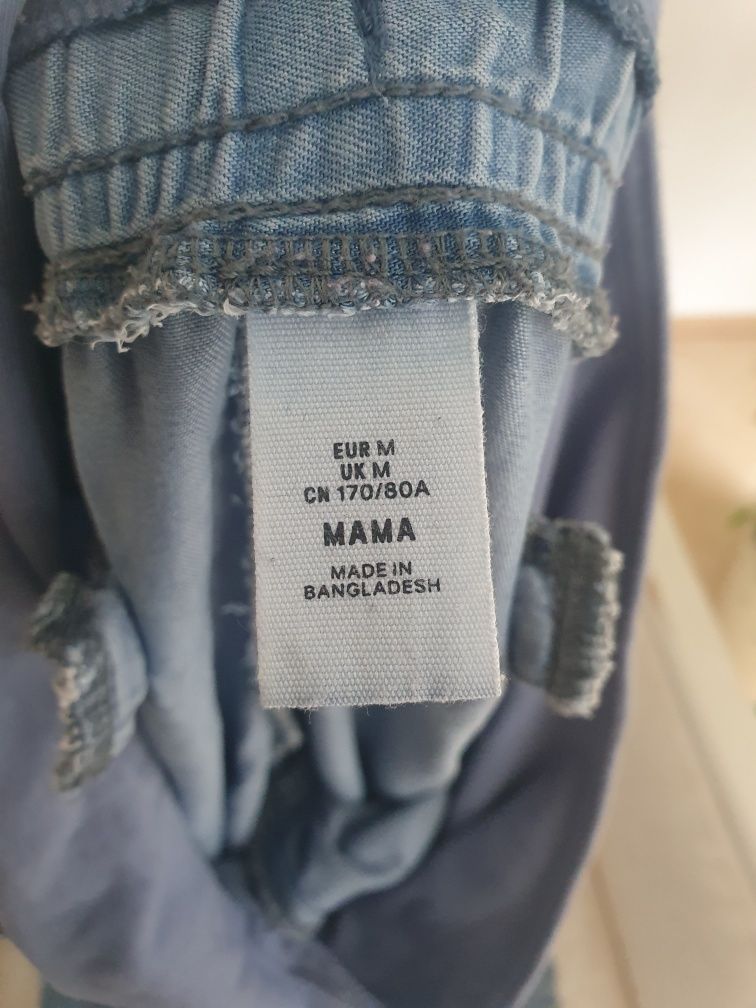 EUR M
UK M
CN 170/80A
MAMA
MADE IN
BANGLADESH